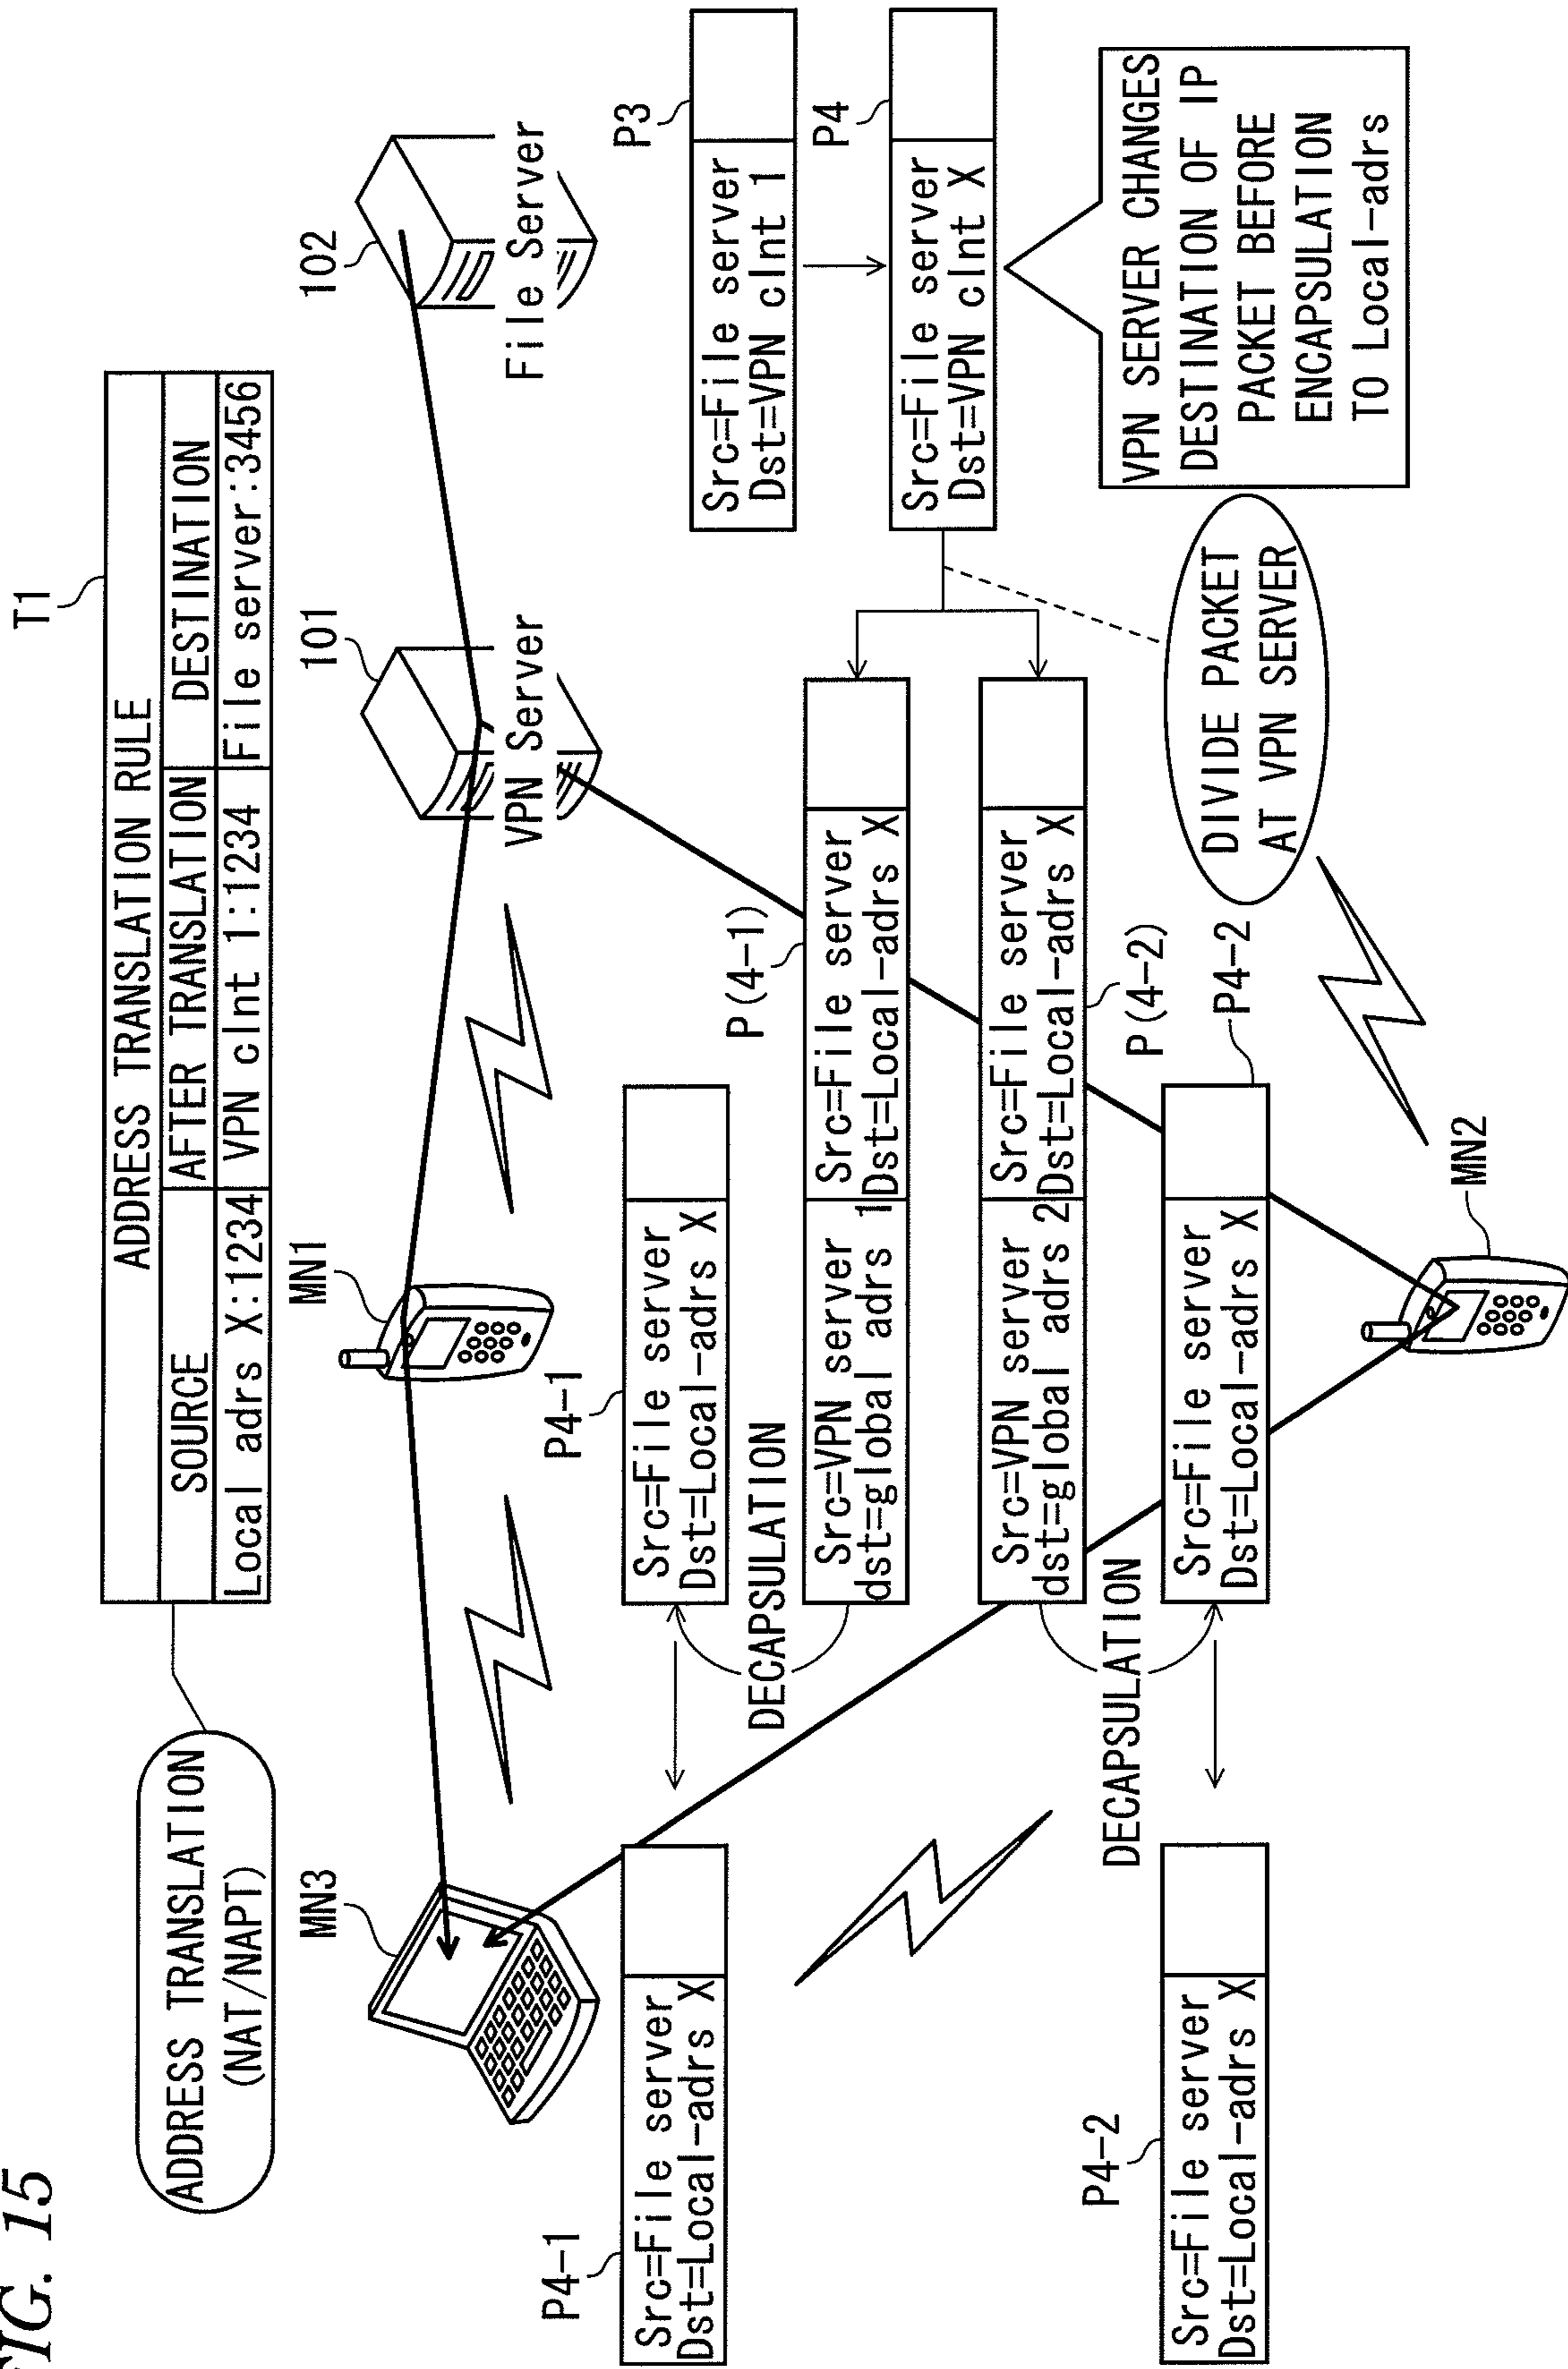 FIG. 15
ADDRESS TRANSLATION
(NAT/NAPT)
T1
ADDRESS TRANSLATION RULE
SOURCE
AFTER TRANSLATION
DESTINATION
Local adrs X:1234
VPN clnt 1:1234
File server:3456
MN3
MN1
101
VPN Server
102
File Server
P4-1
Src=File server
Dst=Local-adrs X
P4-1
Src=File server
Dst=Local-adrs X
P3
Src=File server
Dst=VPN clnt 1
DECAPSULATION
P(4-1)
Src=VPN server
dst=global adrs 1
Src=File server
Dst=Local-adrs X
P4
Src=File server
Dst=VPN clnt X
Src=VPN server
dst=global adrs 2
Src=File server
Dst=Local-adrs X
P(4-2)
DECAPSULATION
P4-2
Src=File server
Dst=Local-adrs X
P4-2
Src=File server
Dst=Local-adrs X
DIVIDE PACKET
AT VPN SERVER
VPN SERVER CHANGES
DESTINATION OF IP
PACKET BEFORE
ENCAPSULATION
TO Local-adrs
MN2